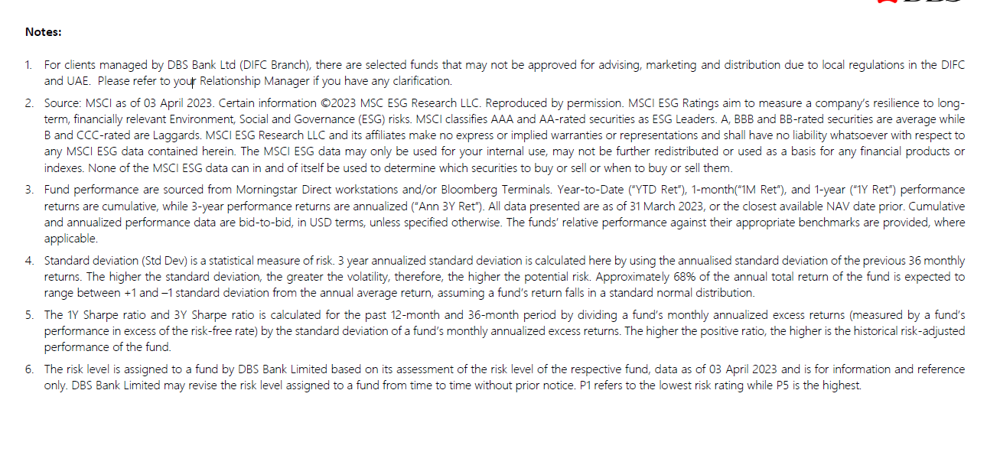 Notes:
1. For clients managed by DBS Bank Ltd (DIFC Branch), there are selected funds that may not be approved for advising, marketing and distribution due to local regulations in the DIFC
and UAE. Please refer to your Relationship Manager if you have any clarification.
2. Source: MSCI as of 03 April 2023. Certain information ©2023 MSC ESG Research LLC. Reproduced by permission. MSCI ESG Ratings aim to measure a company's resilience to long-
term, financially relevant Environment, Social and Governance (ESG) risks. MSCI classifies AAA and AA-rated securities as ESG Leaders. A, BBB and BB-rated securities are average while
B and CCC-rated are Laggards. MSCI ESG Research LLC and its affiliates make no express or implied warranties or representations and shall have no liability whatsoever with respect to
any MSCI ESG data contained herein. The MSCI ESG data may only be used for your internal use, may not be further redistributed or used as a basis for any financial products or
indexes. None of the MSCI ESG data can in and of itself be used to determine which securities to buy or sell or when to buy or sell them.
3. Fund performance are sourced from Morningstar Direct workstations and/or Bloomberg Terminals. Year-to-Date ("YTD Ret"), 1-month("1M Ret"), and 1-year ("1Y Ret") performance
returns are cumulative, while 3-year performance returns are annualized ("Ann 3Y Ret"). All data presented are as of 31 March 2023, or the closest available NAV date prior. Cumulative
and annualized performance data are bid-to-bid, in USD terms, unless specified otherwise. The funds' relative performance against their appropriate benchmarks are provided, where
applicable.
4. Standard deviation (Std Dev) is a statistical measure of risk. 3 year annualized standard deviation is calculated here by using the annualised standard deviation of the previous 36 monthly
returns. The higher the standard deviation, the greater the volatility, therefore, the higher the potential risk. Approximately 68% of the annual total return of the fund is expected to
range between +1 and –1 standard deviation from the annual average return, assuming a fund's return falls in a standard normal distribution.
5. The 1Y Sharpe ratio and 3Y Sharpe ratio is calculated for the past 12-month and 36-month period by dividing a fund's monthly annualized excess returns (measured by a fund's
performance in excess of the risk-free rate) by the standard deviation of a fund's monthly annualized excess returns. The higher the positive ratio, the higher is the historical risk-adjusted
performance of the fund.
6. The risk level is assigned to a fund by DBS Bank Limited based on its assessment of the risk level of the respective fund, data as of 03 April 2023 and is for information and reference
only. DBS Bank Limited may revise the risk level assigned to a fund from time to time without prior notice. P1 refers to the lowest risk rating while P5 is the highest.